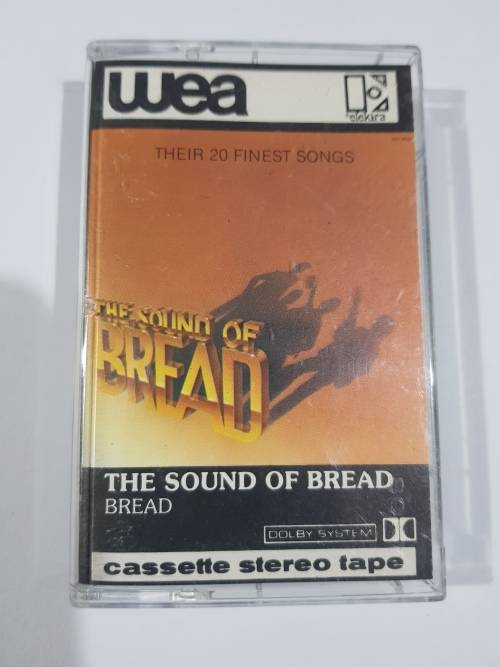 wea
elektra
THEIR 20 FINEST SONGS
THE SOUND OF
BREAD
THE SOUND OF BREAD
BREAD
DOLBY SYSTEM
cassette stereo tape